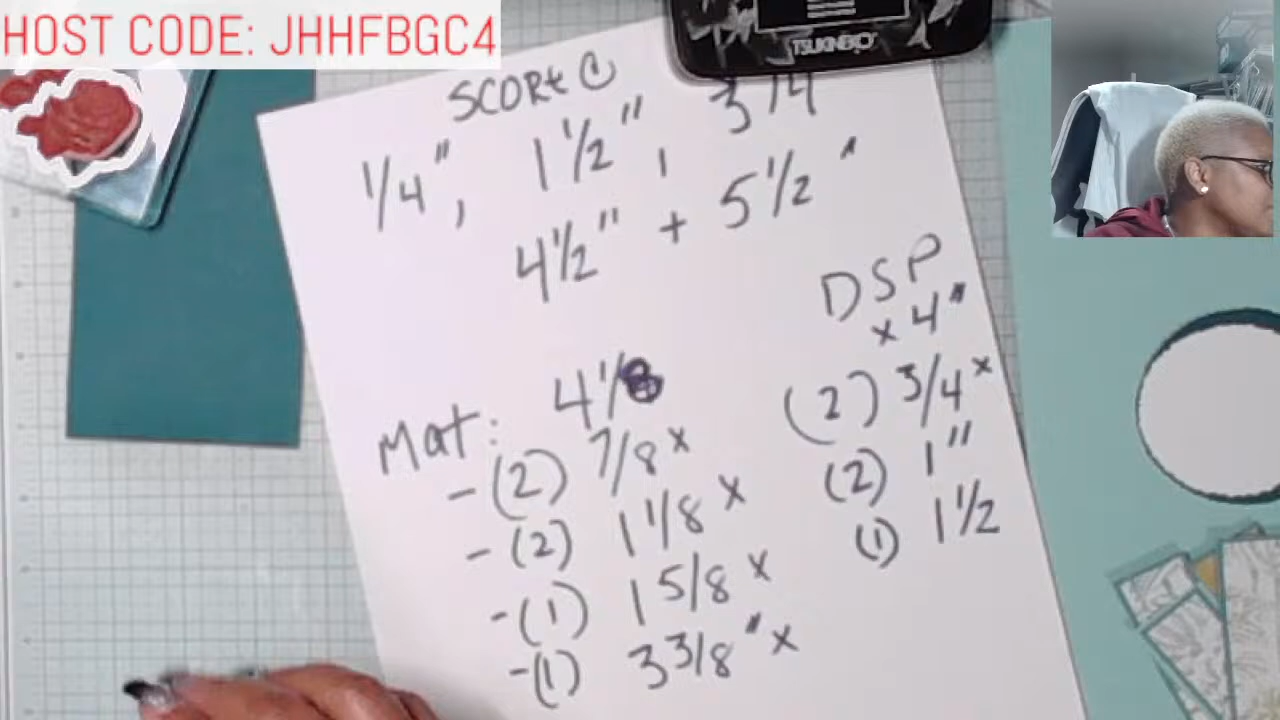 HOST CODE: JHHFBGC4
TSUKINEKO
SCORE ①
1/4", 1 1/2", 3 1/4
4 1/2" + 5 1/2"
DSP
x 4"
Mat: 4 1/8
- (2) 7/8 x
- (2) 1 1/8 x
- (1) 1 5/8 x
- (1) 3 3/8" x
(2) 3/4 x
(2) 1"
(1) 1 1/2